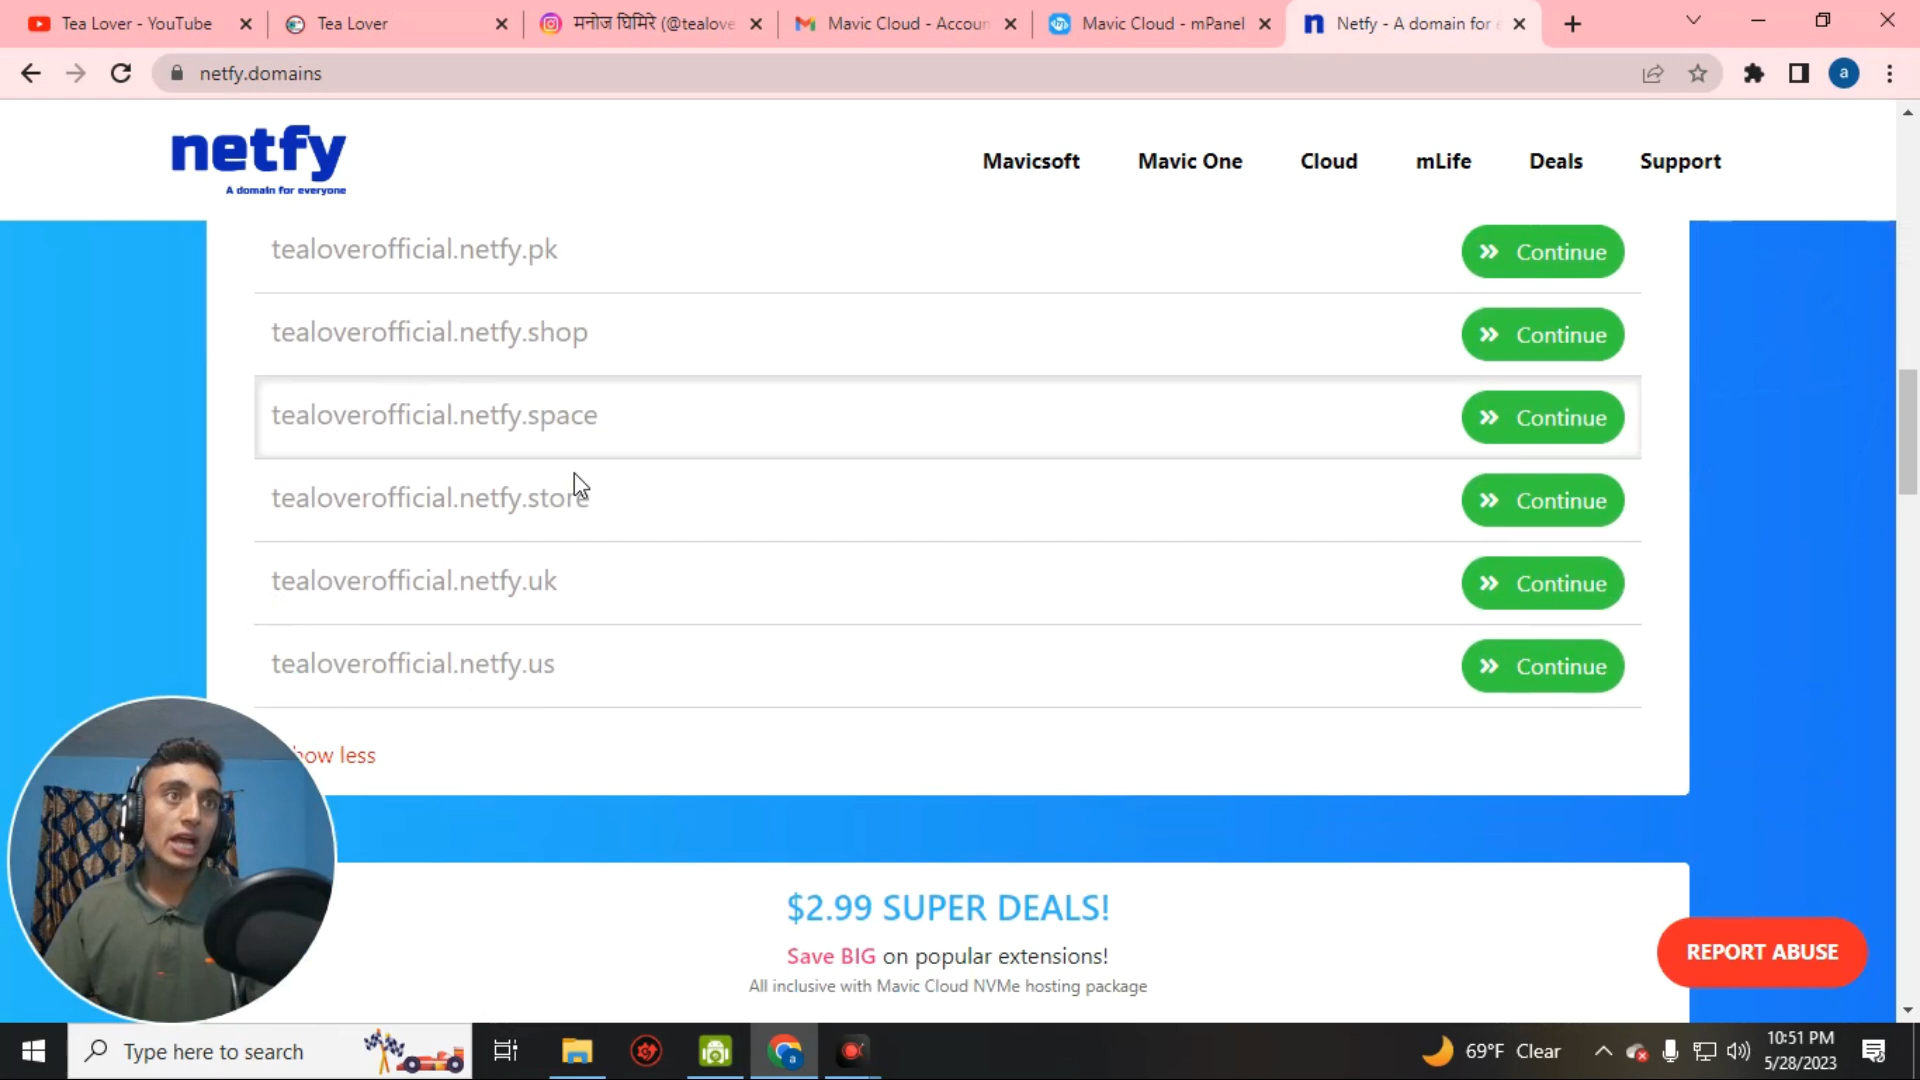 Tea Lover - YouTube
Tea Lover
मनोज घिमिरे (@tealove
Mavic Cloud - Accoun
Mavic Cloud - mPanel
Netfy - A domain for e
netfy.domains
a
netfy
A domain for everyone
Mavicsoft
Mavic One
Cloud
mLife
Deals
Support
tealoverofficial.netfy.pk
Continue
tealoverofficial.netfy.shop
Continue
tealoverofficial.netfy.space
Continue
tealoverofficial.netfy.store
Continue
tealoverofficial.netfy.uk
Continue
tealoverofficial.netfy.us
Continue
how less
$2.99 SUPER DEALS!
Save BIG on popular extensions!
All inclusive with Mavic Cloud NVMe hosting package
REPORT ABUSE
Type here to search
69°F Clear
10:51 PM
5/28/2023